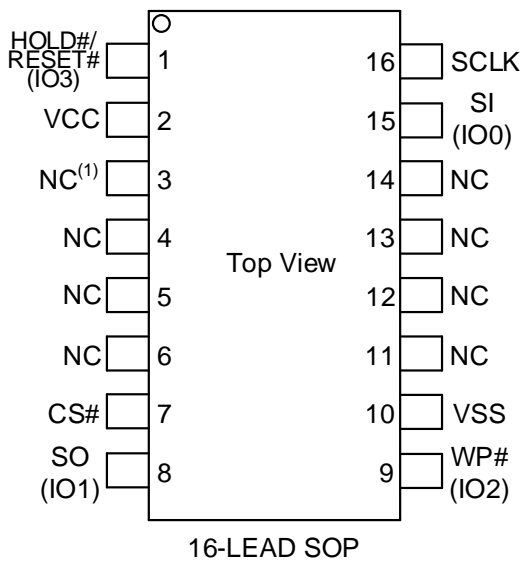 HOLD#/
RESET#
(IO3)
1
16
SCLK
VCC
2
15
SI
(IO0)
NC(1)
3
14
NC
NC
4
13
NC
Top View
NC
5
12
NC
NC
6
11
NC
CS#
7
10
VSS
SO
(IO1)
8
9
WP#
(IO2)
16-LEAD SOP